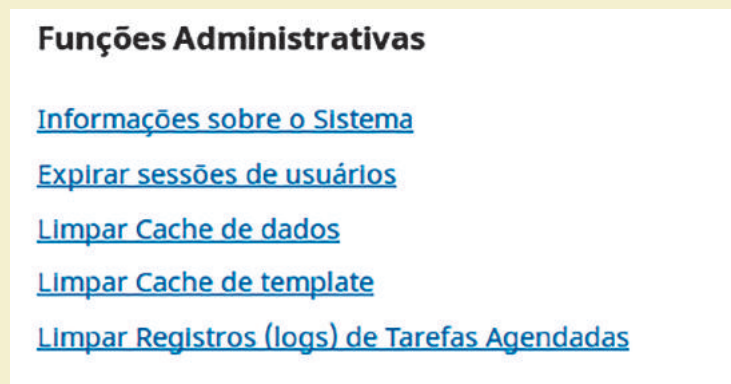 Funções Administrativas
Informações sobre o Sistema
Expirar sessões de usuários
Limpar Cache de dados
Limpar Cache de template
Limpar Registros (logs) de Tarefas Agendadas